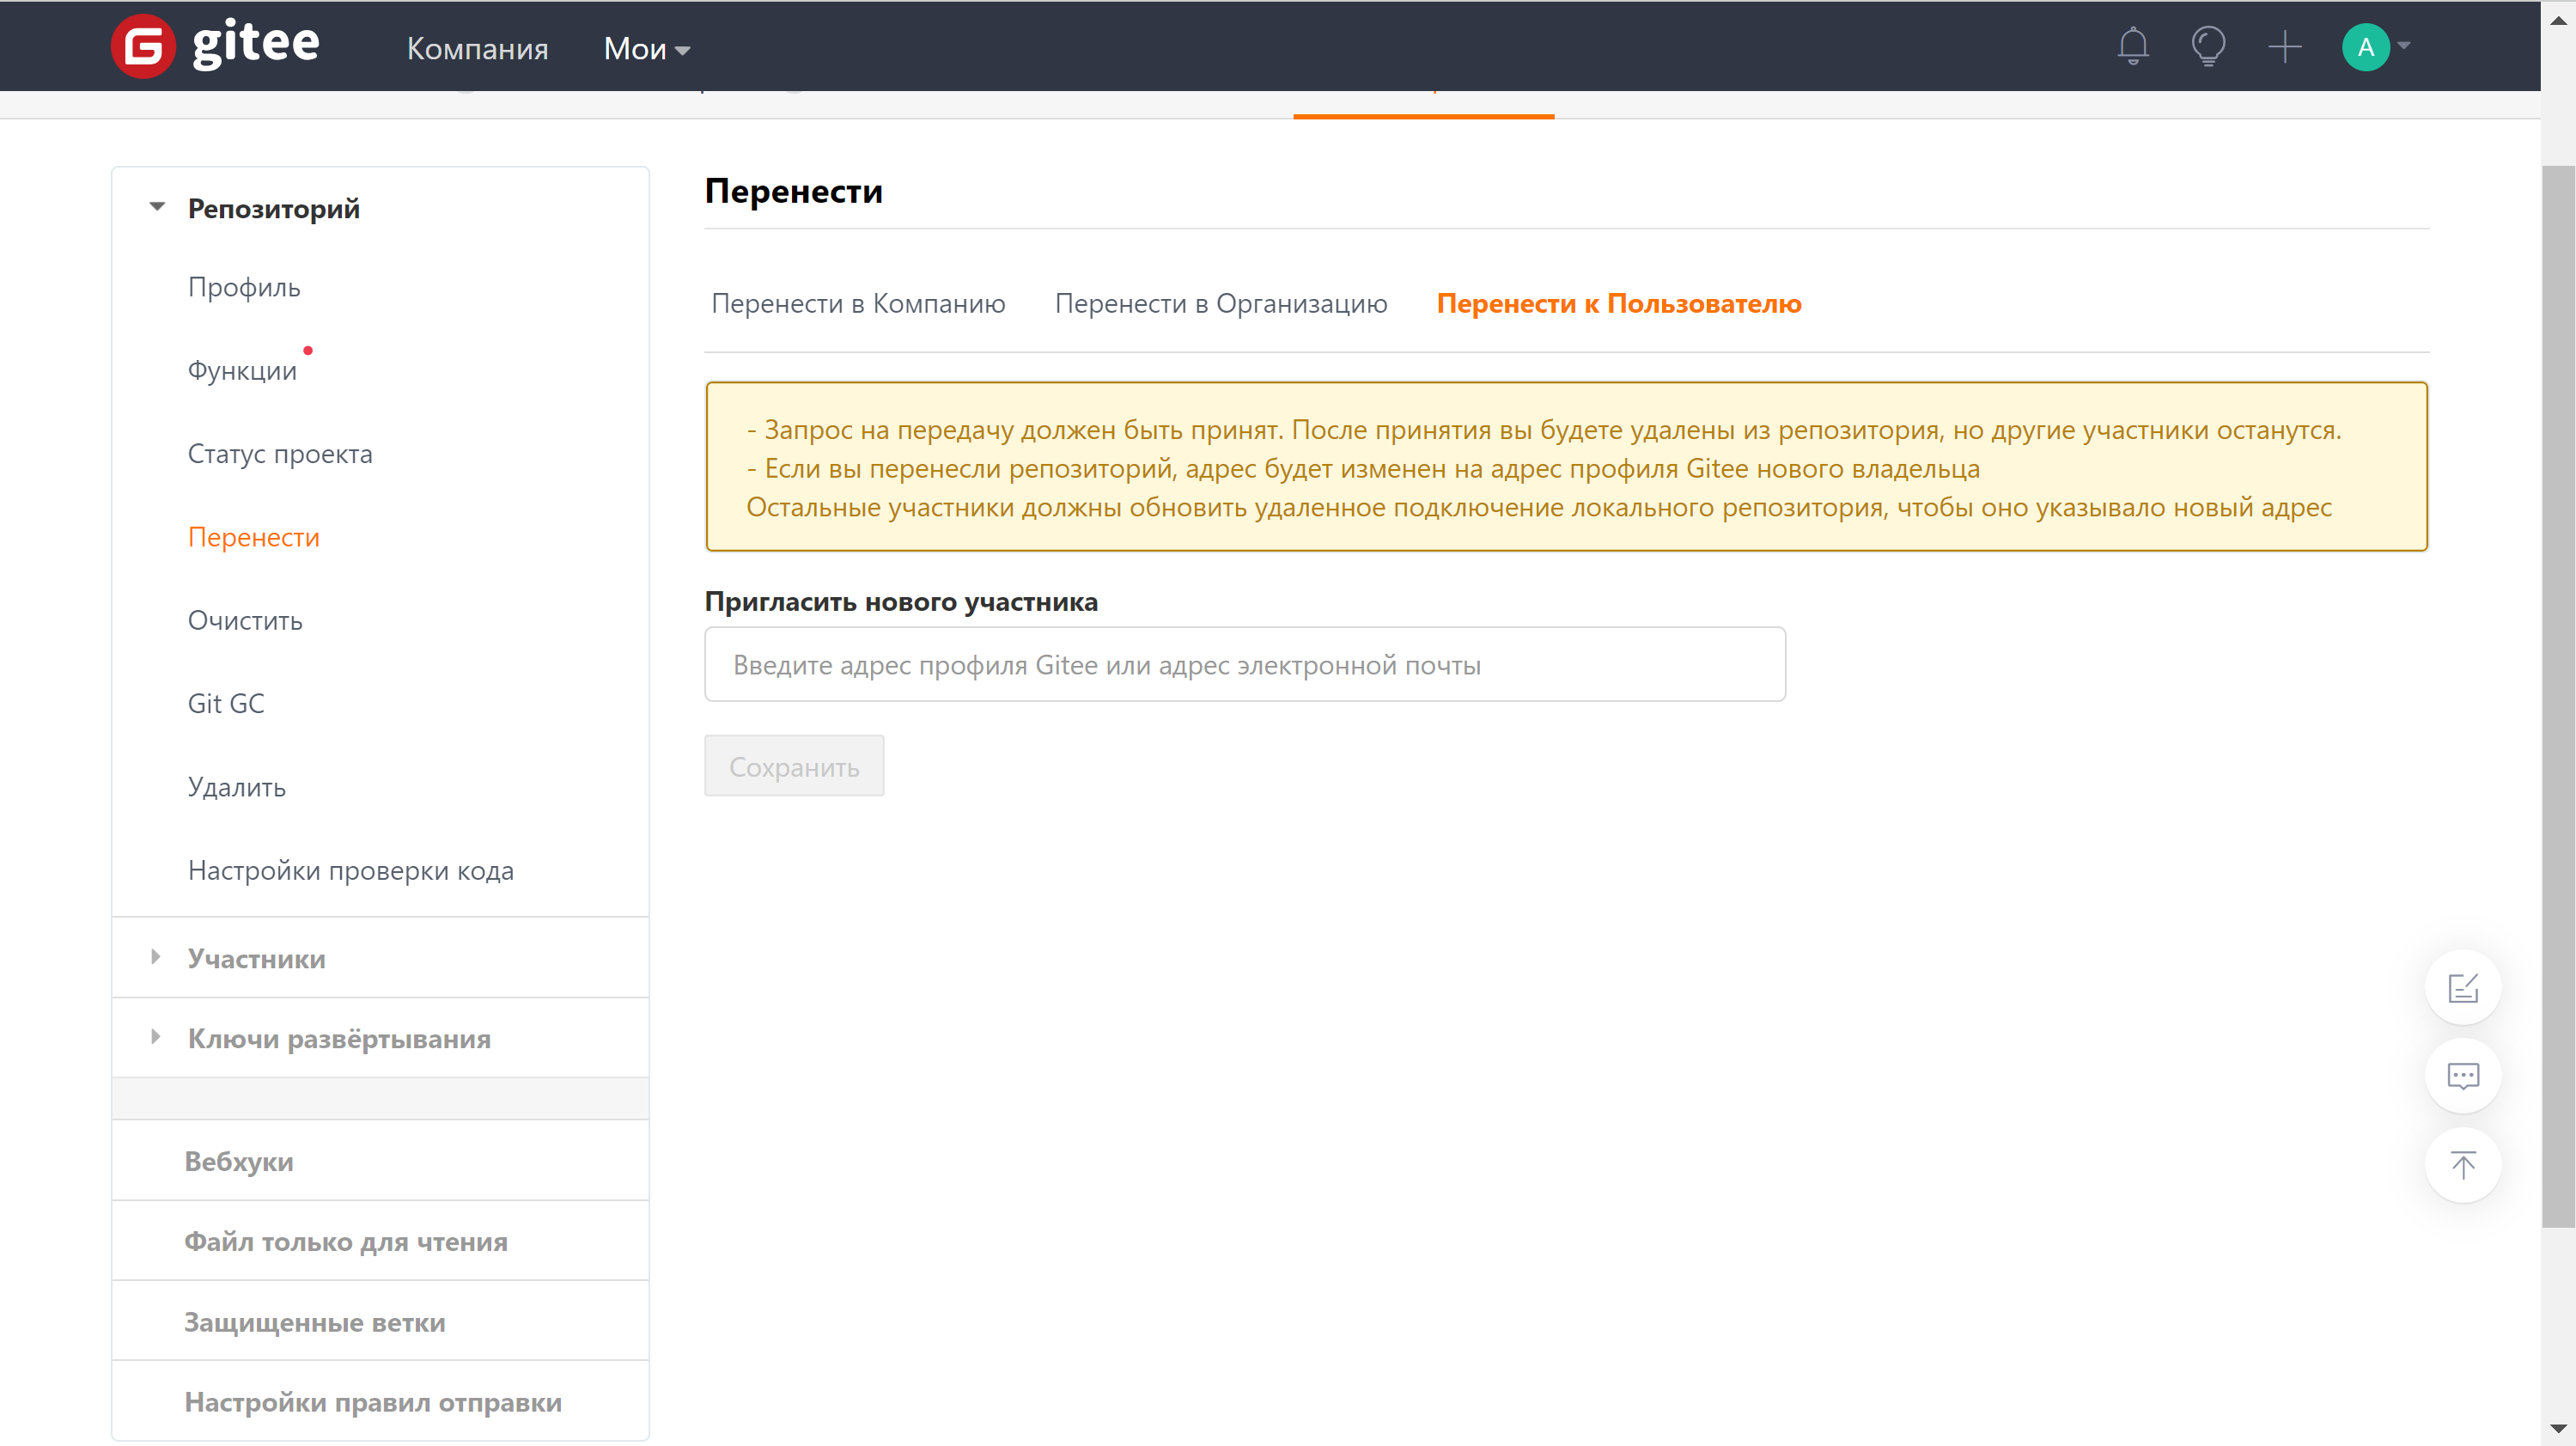 gitee
Компания
Мои
A
Репозиторий
Профиль
Функции
Статус проекта
Перенести
Очистить
Git GC
Удалить
Настройки проверки кода
Участники
Ключи развёртывания
Вебхуки
Файл только для чтения
Защищенные ветки
Настройки правил отправки
Перенести
Перенести в Компанию
Перенести в Организацию
Перенести к Пользователю
- Запрос на передачу должен быть принят. После принятия вы будете удалены из репозитория, но другие участники останутся.
- Если вы перенесли репозиторий, адрес будет изменен на адрес профиля Gitee нового владельца
Остальные участники должны обновить удаленное подключение локального репозитория, чтобы оно указывало новый адрес
Пригласить нового участника
Введите адрес профиля Gitee или адрес электронной почты
Сохранить